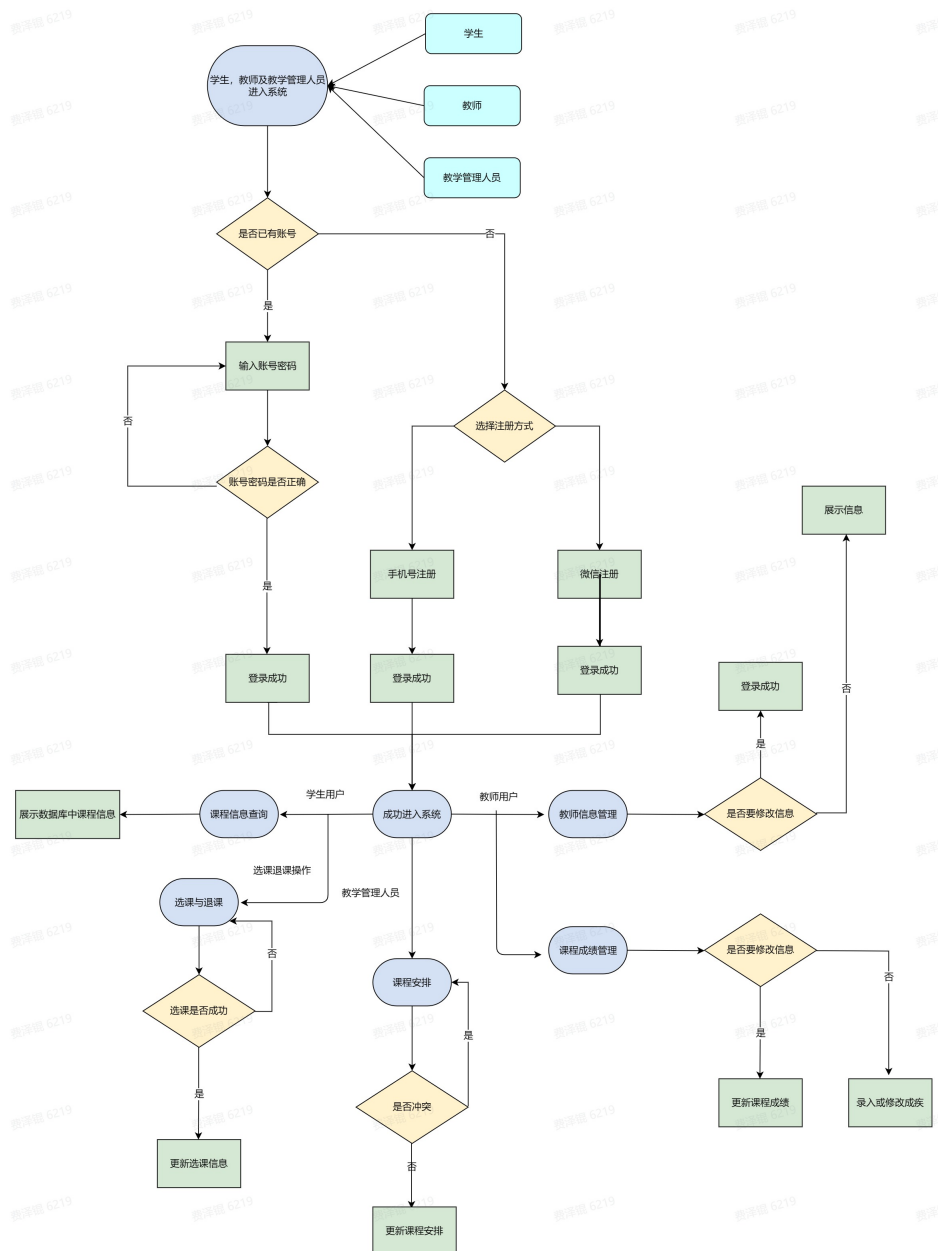 学生
学生，教师及教学管理人员
进入系统
教师
教学管理人员
是否已有账号
否
是
输入账号密码
否
选择注册方式
账号密码是否正确
展示信息
手机号注册
微信注册
是
登录成功
登录成功
登录成功
登录成功
否
是
学生用户
教师用户
展示数据库中课程信息
课程信息查询
成功进入系统
教师信息管理
是否要修改信息
选课退课操作
教学管理人员
选课与退课
否
课程成绩管理
是否要修改信息
否
课程安排
选课是否成功
是
是
是
更新课程成绩
录入或修改成疾
是否冲突
更新选课信息
否
更新课程安排